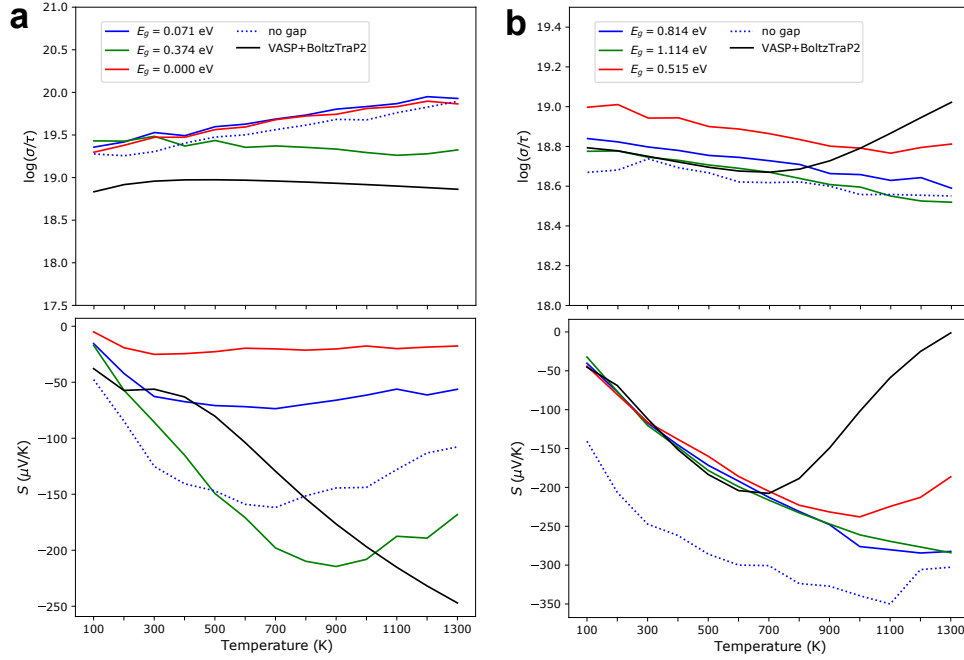 a
21.0
20.5
20.0
19.5
19.0
18.5
18.0
17.5
log(σ/τ)
E_g = 0.071 eV
E_g = 0.374 eV
E_g = 0.000 eV
no gap
VASP+BoltzTraP2
0
−50
−100
−150
−200
−250
S (μV/K)
100 300 500 700 900 1100 1300
Temperature (K)
b
19.4
19.2
19.0
18.8
18.6
18.4
18.2
18.0
log(σ/τ)
E_g = 0.814 eV
E_g = 1.114 eV
E_g = 0.515 eV
no gap
VASP+BoltzTraP2
0
−50
−100
−150
−200
−250
−300
−350
S (μV/K)
100 300 500 700 900 1100 1300
Temperature (K)